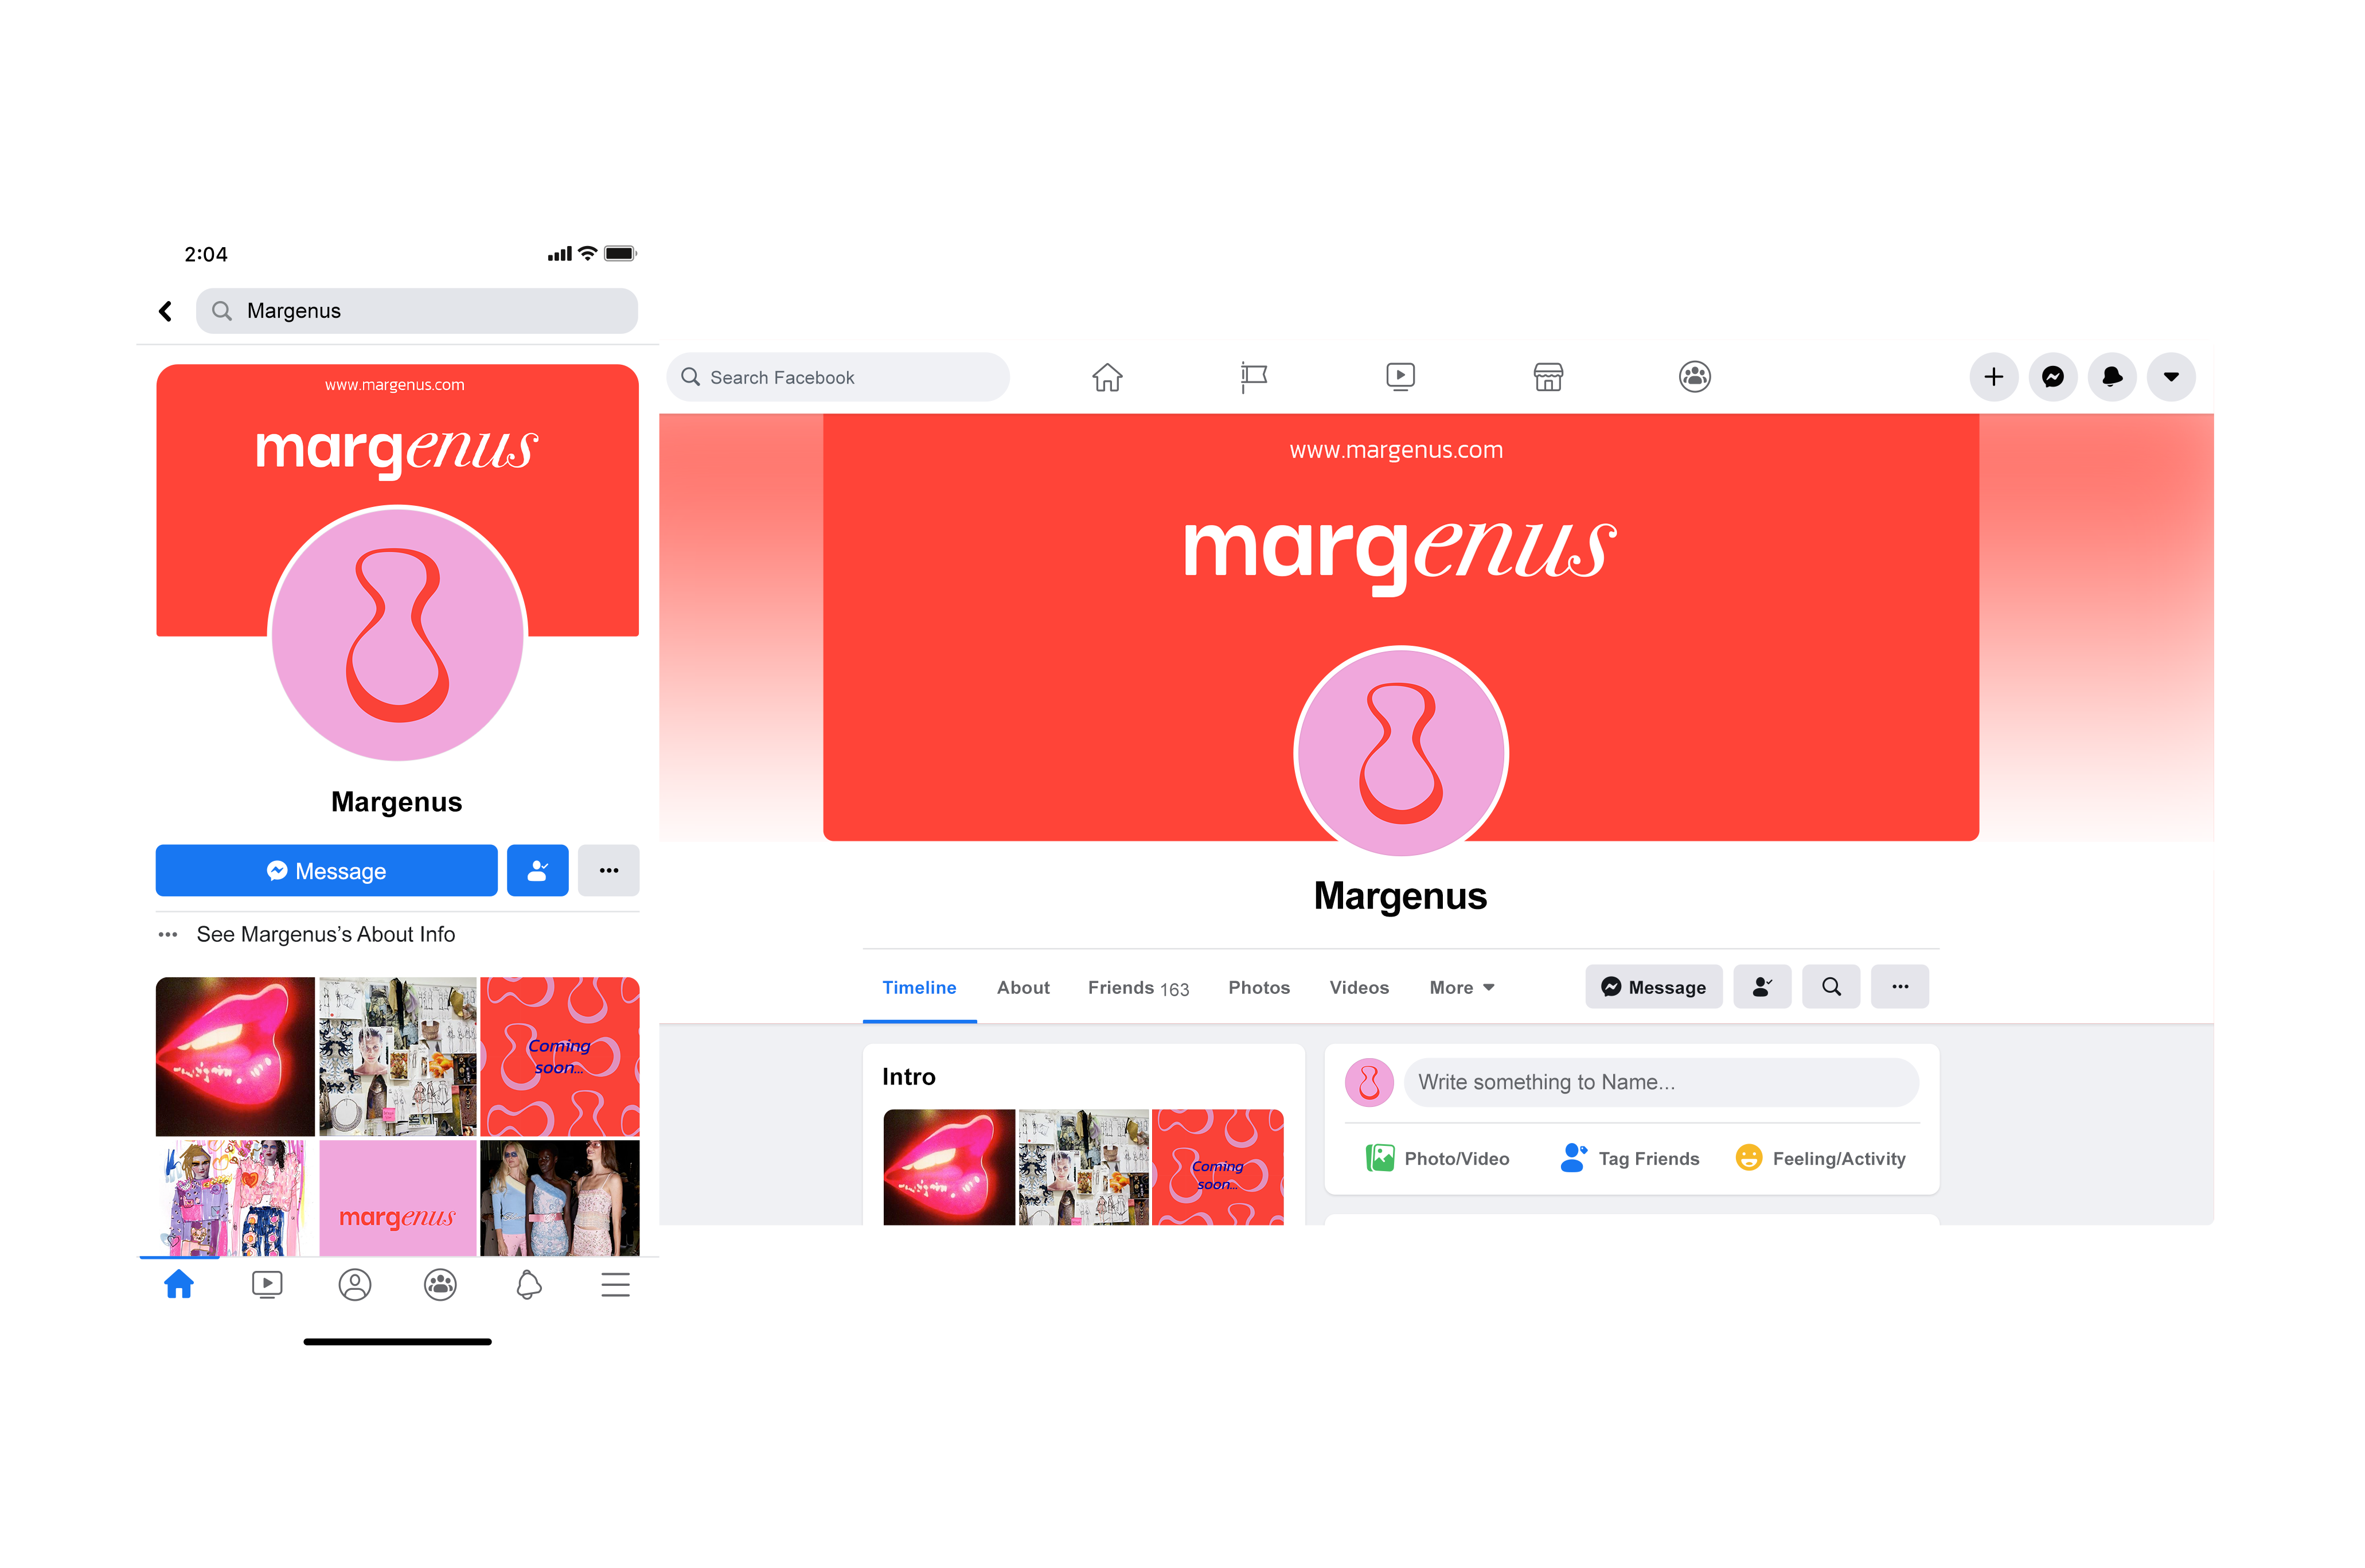 2:04
Margenus
www.margenus.com
margenus
Margenus
Message
See Margenus’s About Info
Coming
soon...
margenus
Search Facebook
www.margenus.com
margenus
Margenus
Timeline About Friends 163 Photos Videos More Message
Intro
Write something to Name...
Coming
soon...
Photo/Video Tag Friends Feeling/Activity